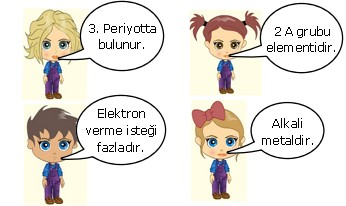 3. Periyotta
bulunur.
2 A grubu
elementidir.
Elektron
verme isteği
fazladır.
Alkali
metaldir.